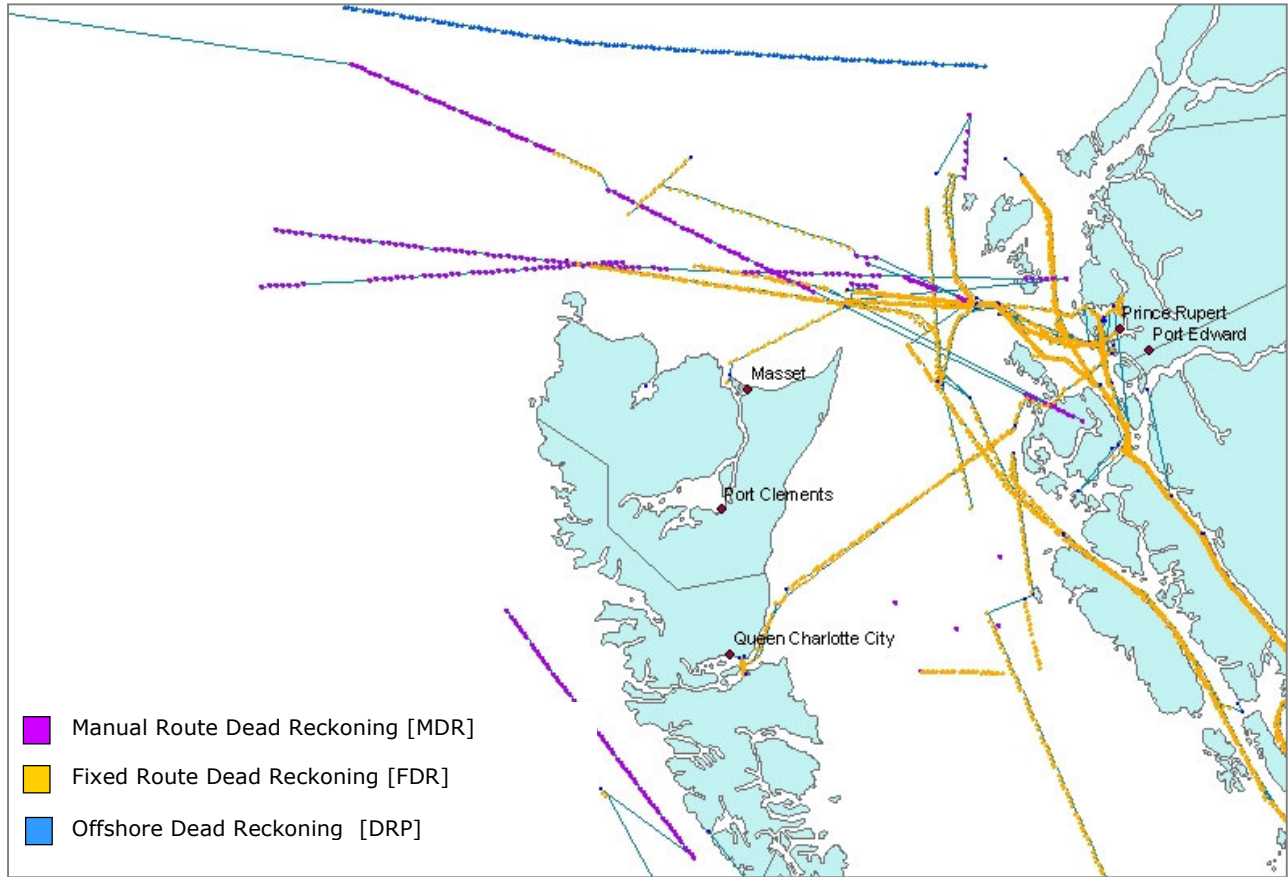 Prince Rupert
Port Edward
Masset
Port Clements
Queen Charlotte City
Manual Route Dead Reckoning [MDR]
Fixed Route Dead Reckoning [FDR]
Offshore Dead Reckoning [DRP]